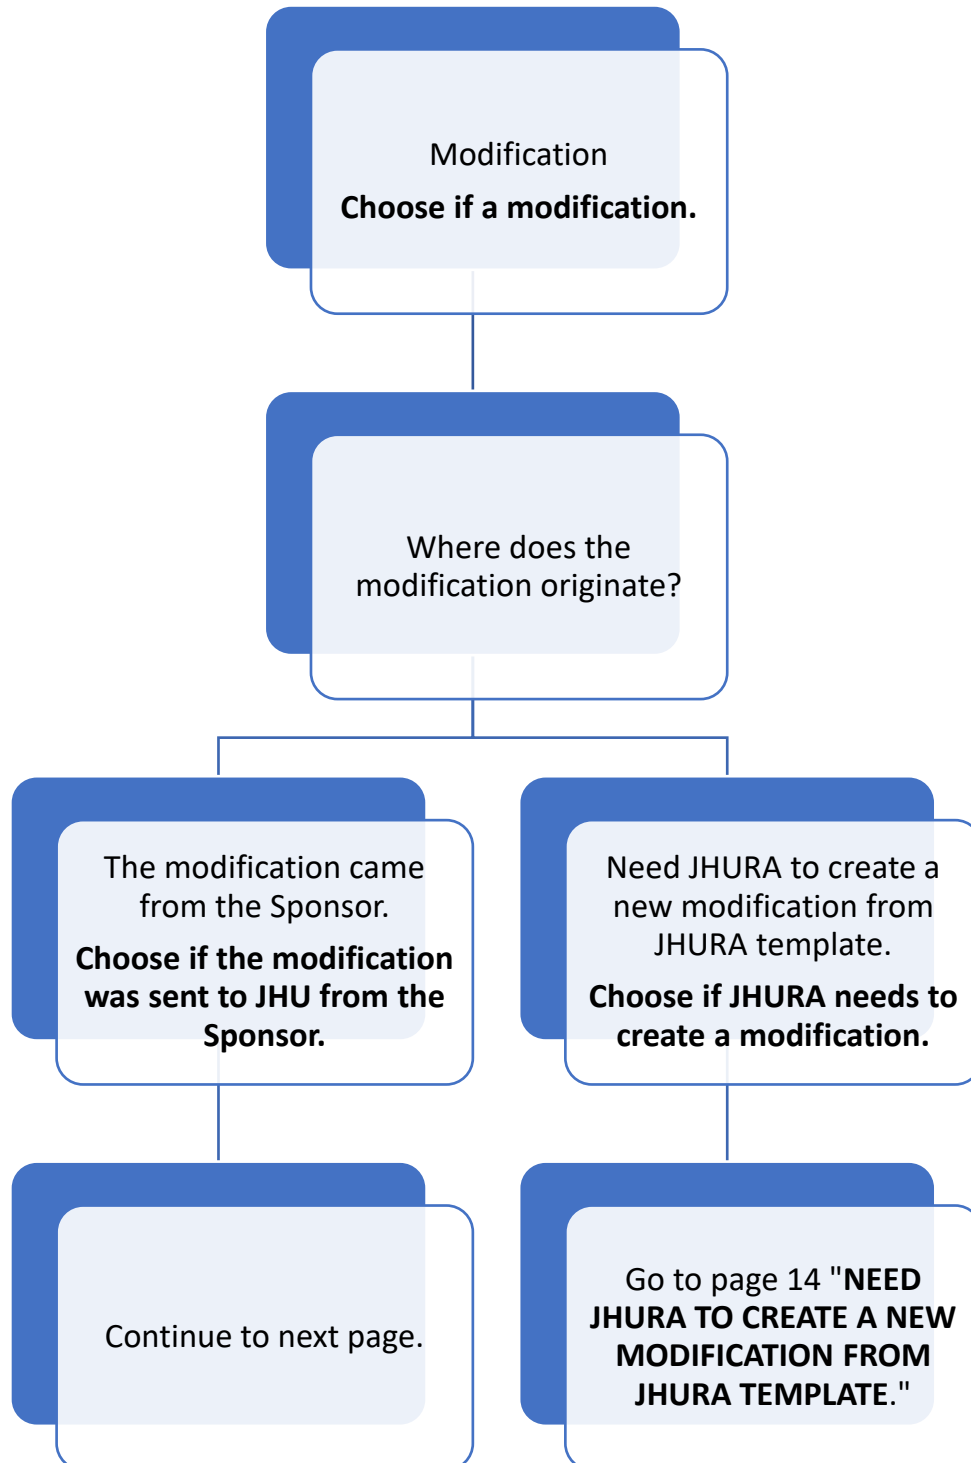 Modification
Choose if a modification.
Where does the
modification originate?
The modification came
from the Sponsor.
Choose if the modification
was sent to JHU from the
Sponsor.
Need JHURA to create a
new modification from
JHURA template.
Choose if JHURA needs to
create a modification.
Continue to next page.
Go to page 14 "NEED
JHURA TO CREATE A NEW
MODIFICATION FROM
JHURA TEMPLATE."